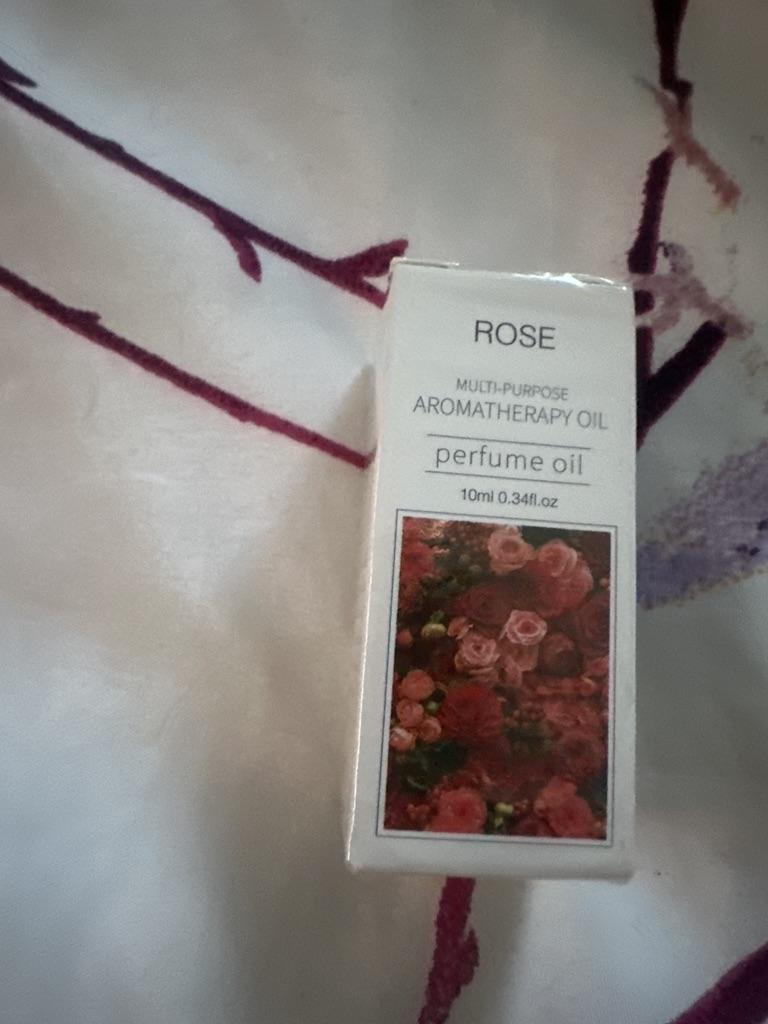 ROSE
MULTI-PURPOSE
AROMATHERAPY OIL
perfume oil
10ml 0.34fl.oz